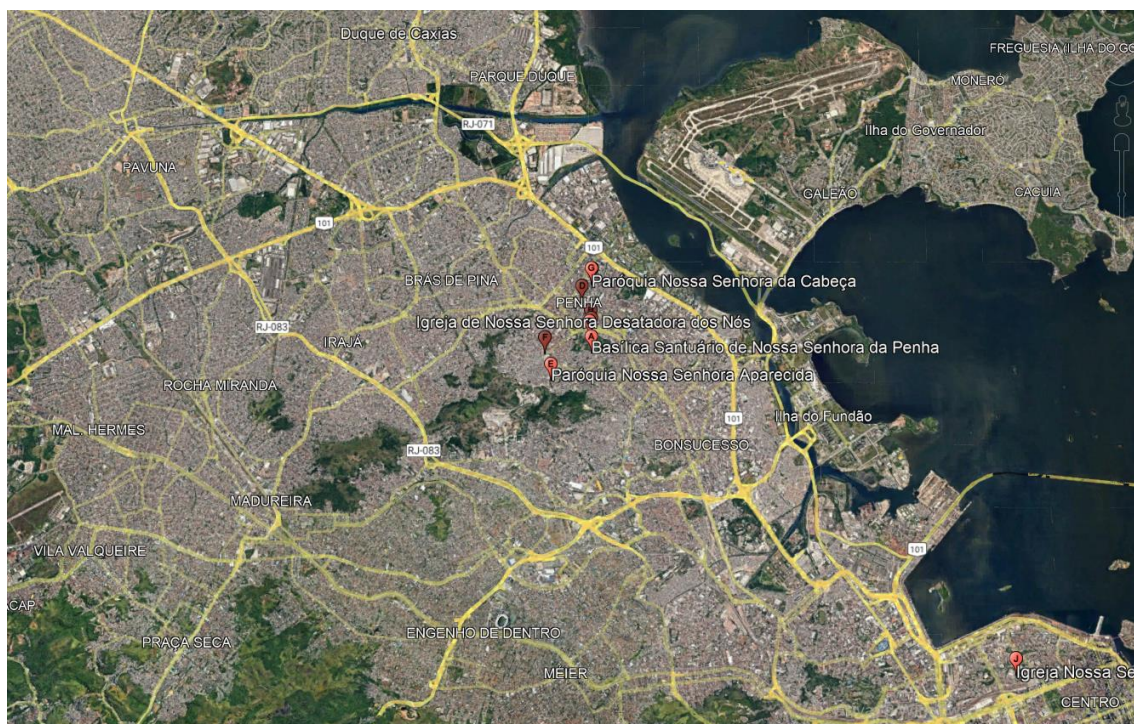 Duque de Caxias
FREGUESIA (ILHA DO GO
PARQUE DUQUE
MONERÓ
RJ-071
Ilha do Governador
PAVUNA
CACUIA
GALEÃO
101
101
G
BRÁS DE PINA
Paróquia Nossa Senhora da Cabeça
D
PENHA
Igreja de Nossa Senhora Desatadora dos Nós
RJ-083
IRAJÁ
F
A
Basílica Santuário de Nossa Senhora da Penha
E
Paróquia Nossa Senhora Aparecida
ROCHA MIRANDA
101
Ilha do Fundão
MAL. HERMES
BONSUCESSO
RJ-083
MADUREIRA
VILA VALQUEIRE
101
ACAP
ENGENHO DE DENTRO
PRAÇA SECA
J
MÉIER
Igreja Nossa Se
CENTRO